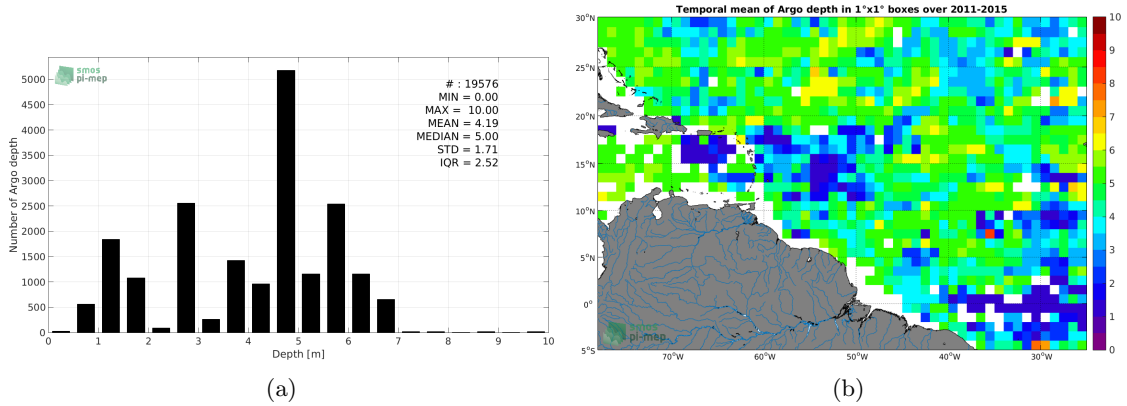 Temporal mean of Argo depth in 1°x1° boxes over 2011-2015
smos
pi-mep
# : 19576
MIN = 0.00
MAX = 10.00
MEAN = 4.19
MEDIAN = 5.00
STD = 1.71
IQR = 2.52
Number of Argo depth
5000
4500
4000
3500
3000
2500
2000
1500
1000
500
0
0 1 2 3 4 5 6 7 8 9 10
Depth [m]
(a)
30°N
25°N
20°N
15°N
10°N
5°N
0°
5°S
70°W 60°W 50°W 40°W 30°W
smos
pi-mep
10
9
8
7
6
5
4
3
2
1
0
(b)